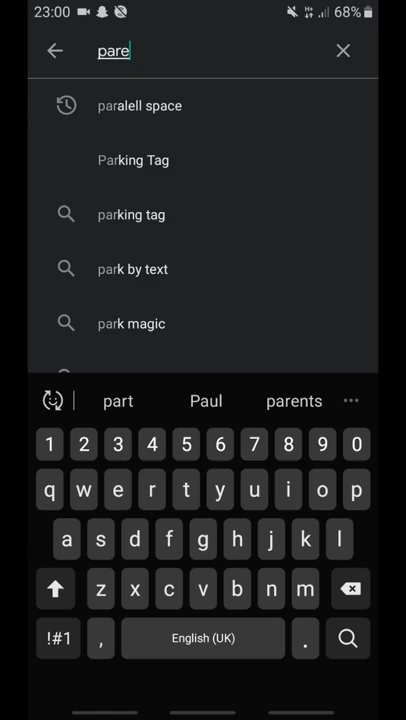 23:00 68%
pare
paralell space
Parking Tag
parking tag
park by text
park magic
part Paul parents
1 2 3 4 5 6 7 8 9 0
q w e r t y u i o p
a s d f g h j k l
z x c v b n m
!#1 , English (UK) .